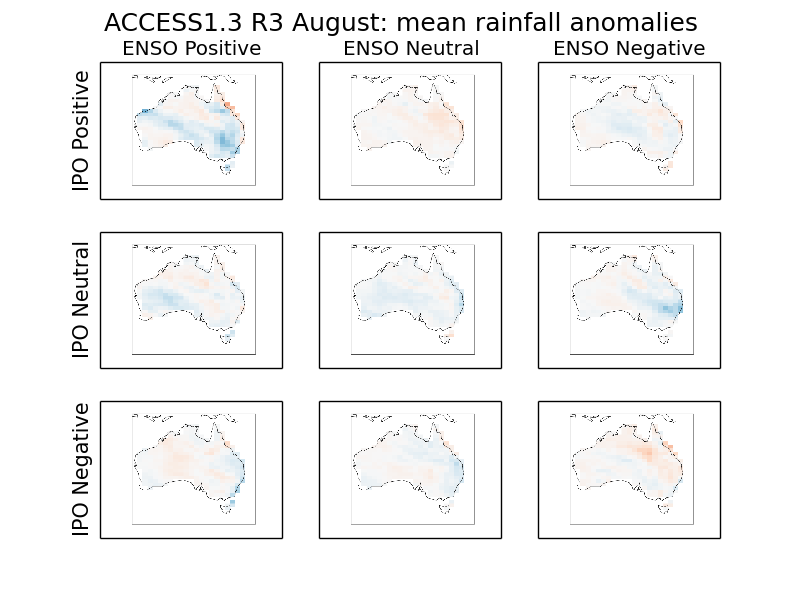 ACCESS1.3 R3 August: mean rainfall anomalies
ENSO Positive ENSO Neutral ENSO Negative
IPO Positive
IPO Neutral
IPO Negative